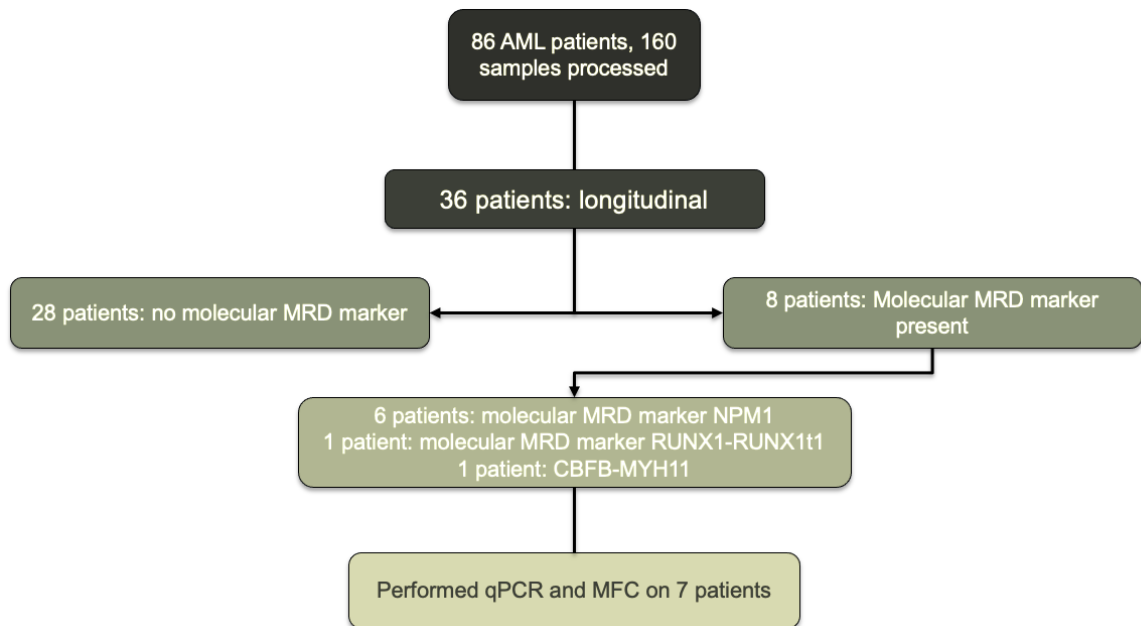 86 AML patients, 160
samples processed
36 patients: longitudinal
28 patients: no molecular MRD marker
8 patients: Molecular MRD marker
present
6 patients: molecular MRD marker NPM1
1 patient: molecular MRD marker RUNX1-RUNX1t1
1 patient: CBFB-MYH11
Performed qPCR and MFC on 7 patients